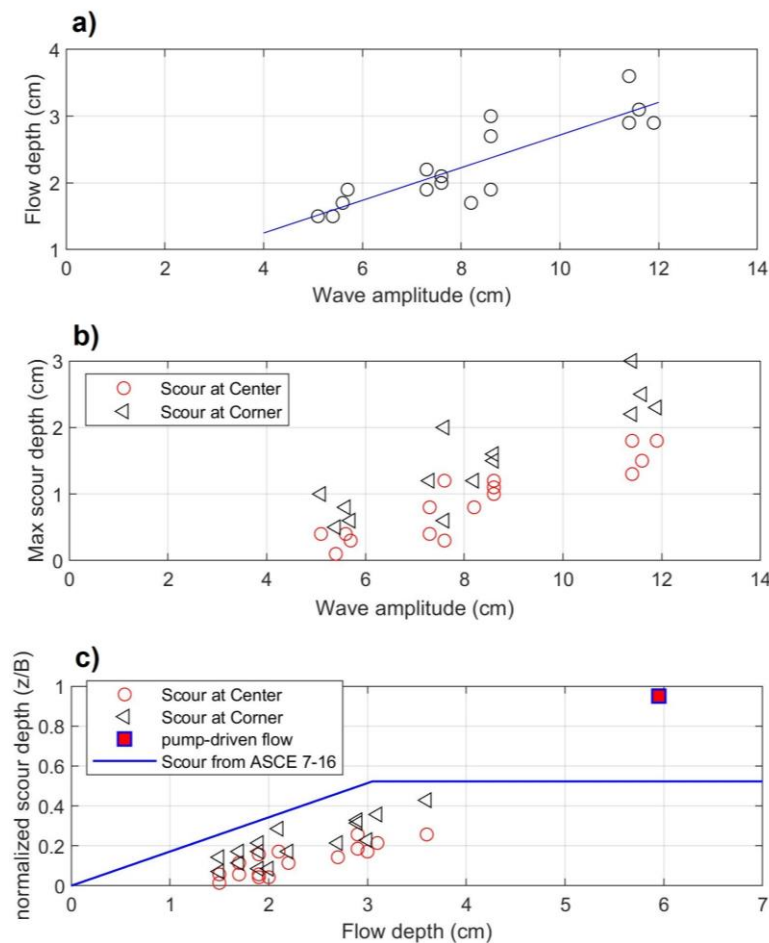 a)
4
3
2
1
Flow depth (cm)
0 2 4 6 8 10 12 14
Wave amplitude (cm)
b)
3
2
1
0
Max scour depth (cm)
Scour at Center
Scour at Corner
0 2 4 6 8 10 12 14
Wave amplitude (cm)
c)
1
0.8
0.6
0.4
0.2
0
normalized scour depth (z/B)
Scour at Center
Scour at Corner
pump-driven flow
Scour from ASCE 7-16
0 1 2 3 4 5 6 7
Flow depth (cm)